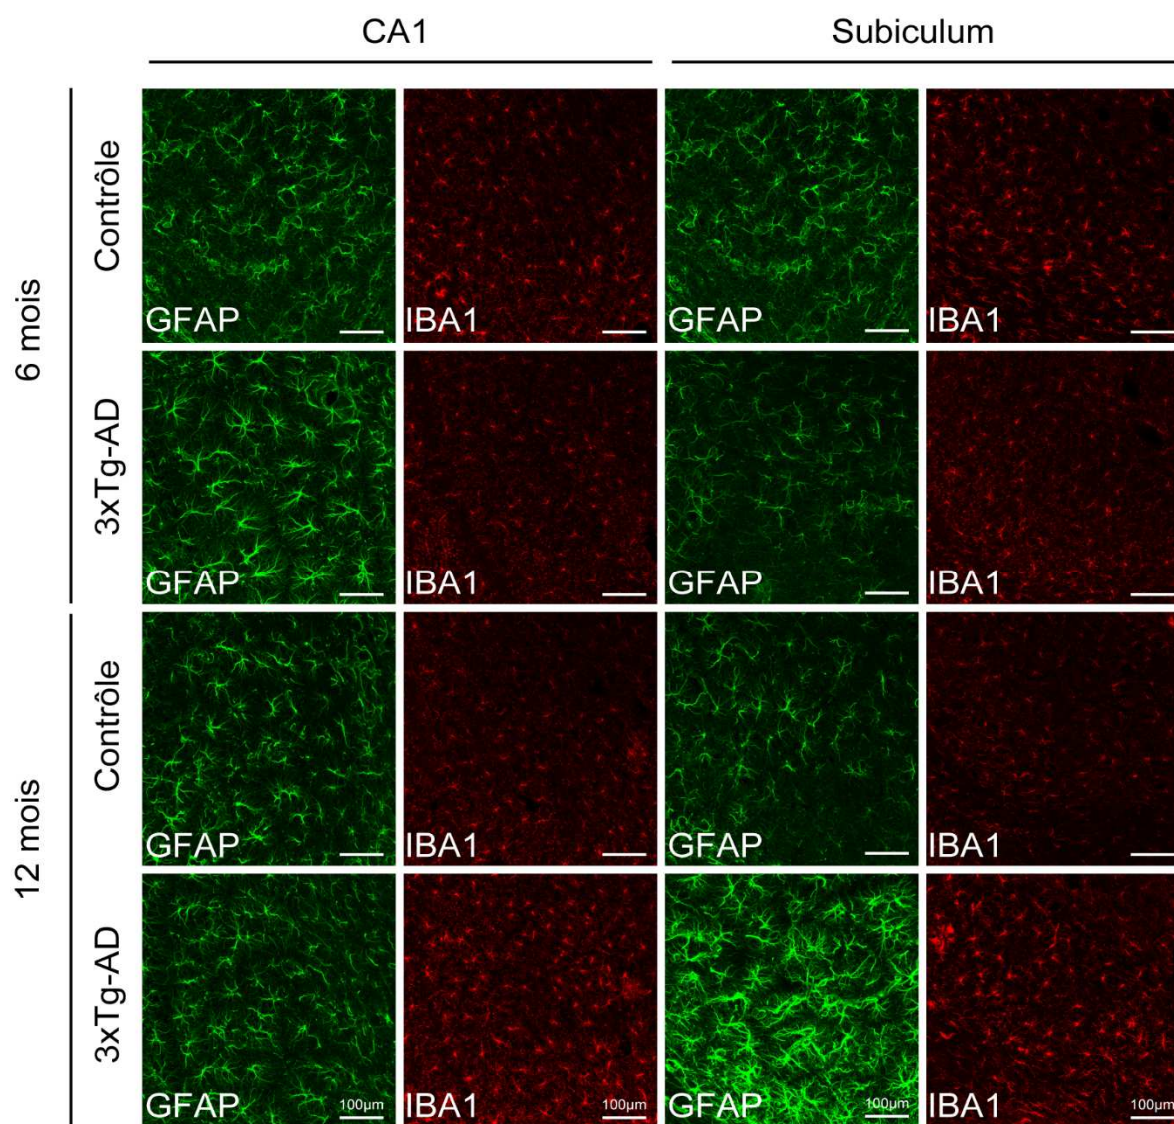 CA1 Subiculum
6 mois
Contrôle
GFAP IBA1 GFAP IBA1
3xTg-AD
GFAP IBA1 GFAP IBA1
12 mois
Contrôle
GFAP IBA1 GFAP IBA1
3xTg-AD
100µm 100µm 100µm 100µm
GFAP IBA1 GFAP IBA1